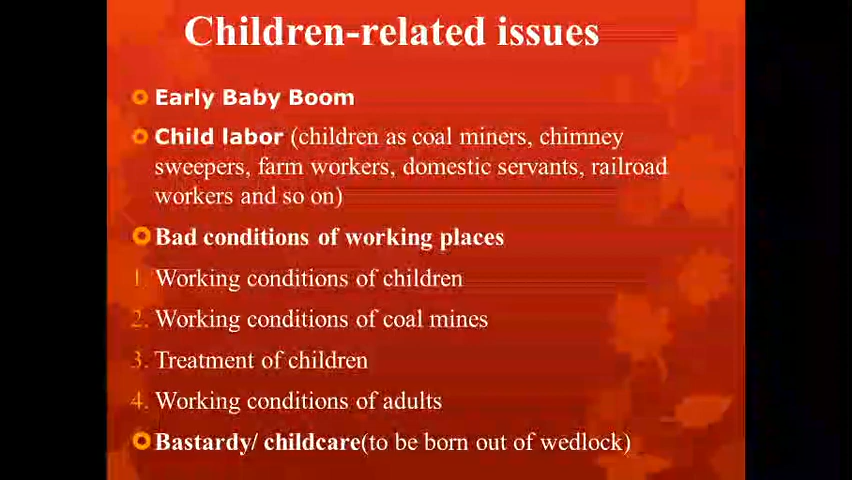 Children-related issues
Early Baby Boom
Child labor (children as coal miners, chimney
sweepers, farm workers, domestic servants, railroad
workers and so on)
Bad conditions of working places
1. Working conditions of children
2. Working conditions of coal mines
3. Treatment of children
4. Working conditions of adults
Bastardy/ childcare(to be born out of wedlock)